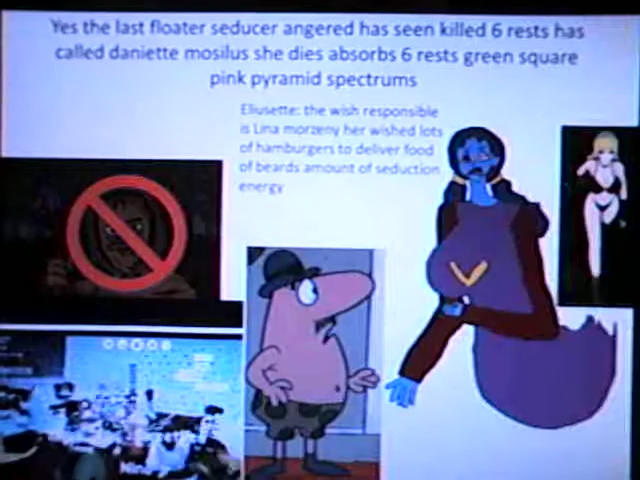 Yes the last floater seducer angered has seen killed 6 rests has
called daniette mosilus she dies absorbs 6 rests green square
pink pyramid spectrums
Eliusette: the wish responsible
is Lina morzeny her wished lots
of hamburgers to deliver food
of beards amount of seduction
energy